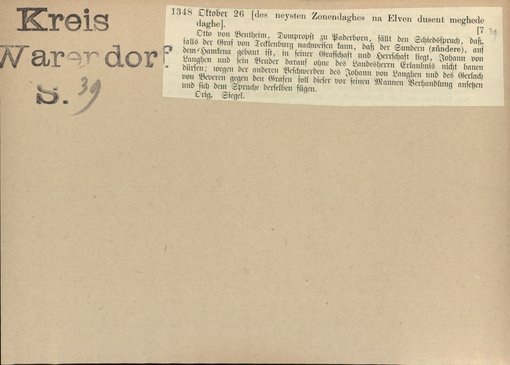 Kreis
Warendorf
S. 39
1348 Oktober 26 [des neysten Zonendaghes na Elven dusent meghede
daghe]. [7
39
Otto von Bentheim, Dompropst zu Paderborn, fällt den Schiedsspruch, daß,
falls der Graf von Tecklenburg nachweisen kann, daß der Sundern (zündere), auf
dem Hunkena gebaut ist, in seiner Grafschaft und Herrschaft liegt, Johann von
Langhen und sein Bruder darauf ohne des Landesherrn Erlaubnis nicht bauen
dürfen; wegen der anderen Beschwerden des Johann von Langhen und des Gerlach
von Beveren gegen den Grafen soll dieser vor seinen Mannen Verhandlung ansetzen
und sich dem Spruche derselben fügen.
Orig. Siegel.